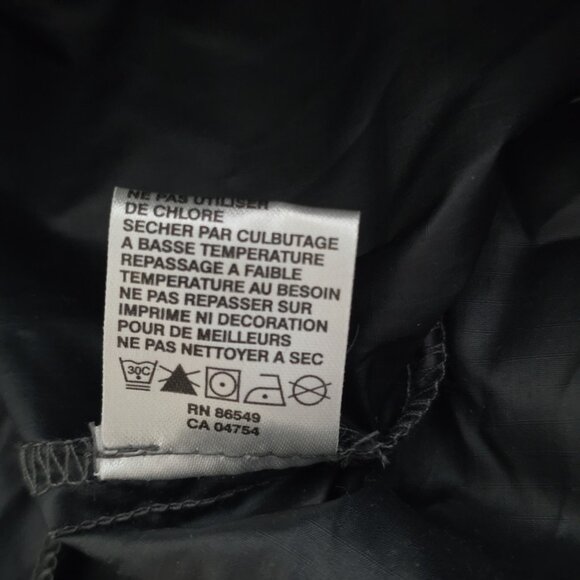 NE PAS UTILISER
DE CHLORE
SECHER PAR CULBUTAGE
A BASSE TEMPERATURE
REPASSAGE A FAIBLE
TEMPERATURE AU BESOIN
NE PAS REPASSER SUR
IMPRIME NI DECORATION
POUR DE MEILLEURS
NE PAS NETTOYER A SEC
30C
RN 86549
CA 04754